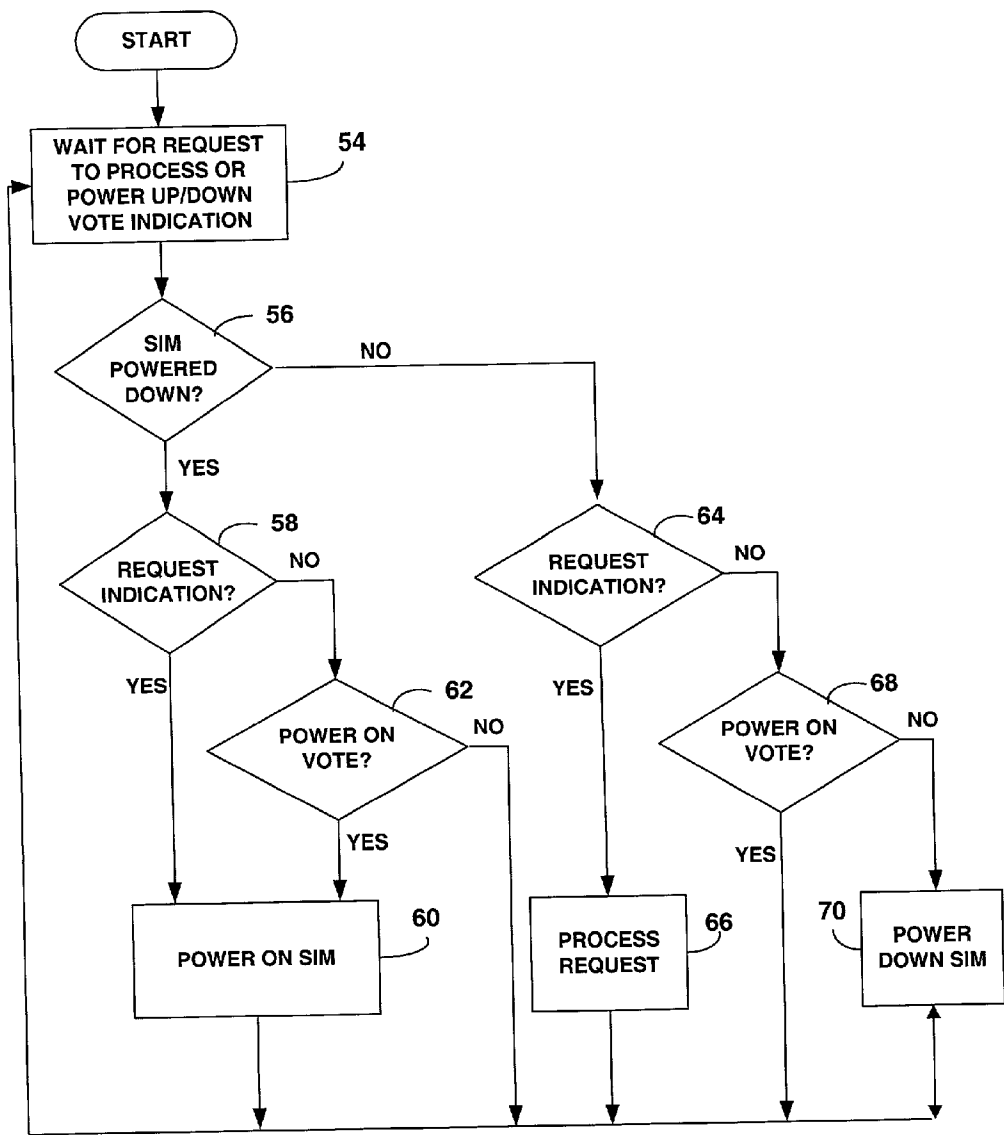 START
WAIT FOR REQUEST
TO PROCESS OR
POWER UP/DOWN
VOTE INDICATION
54
SIM
POWERED
DOWN?
56
NO
YES
REQUEST
INDICATION?
58
NO
YES
REQUEST
INDICATION?
64
NO
YES
POWER ON
VOTE?
62
NO
YES
POWER ON
VOTE?
68
NO
YES
POWER ON SIM
60
PROCESS
REQUEST
66
POWER
DOWN SIM
70